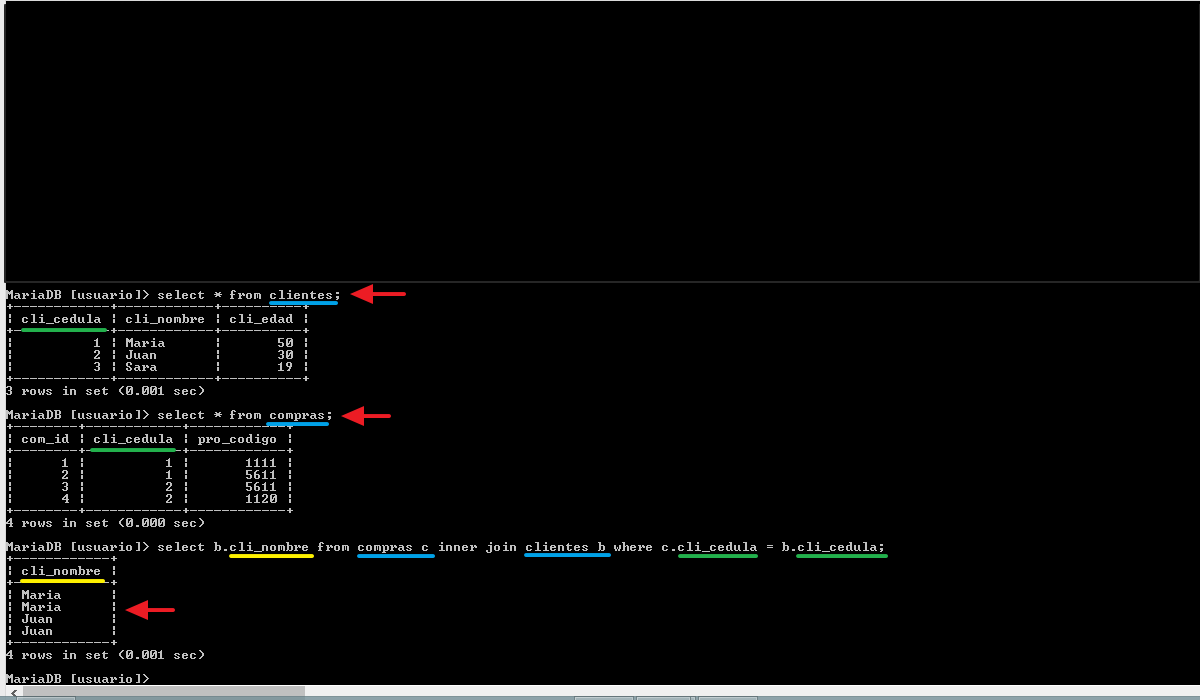 MariaDB [usuario]> select * from clientes;
+------------+------------+----------+
| cli_cedula | cli_nombre | cli_edad |
+------------+------------+----------+
|          1 | Maria      |       50 |
|          2 | Juan       |       30 |
|          3 | Sara       |       19 |
+------------+------------+----------+
3 rows in set (0.001 sec)
MariaDB [usuario]> select * from compras;
+--------+------------+------------+
| com_id | cli_cedula | pro_codigo |
+--------+------------+------------+
|      1 |          1 |       1111 |
|      2 |          1 |       5611 |
|      3 |          2 |       5611 |
|      4 |          2 |       1120 |
+--------+------------+------------+
4 rows in set (0.000 sec)
MariaDB [usuario]> select b.cli_nombre from compras c inner join clientes b where c.cli_cedula = b.cli_cedula;
+------------+
| cli_nombre |
+------------+
| Maria      |
| Maria      |
| Juan       |
| Juan       |
+------------+
4 rows in set (0.001 sec)
MariaDB [usuario]>